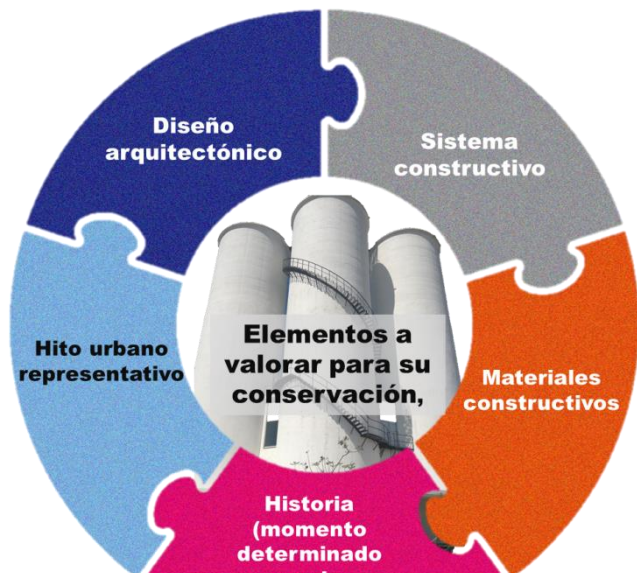 Diseño
arquitectónico
Sistema
constructivo
Elementos a
valorar para su
conservación,
Hito urbano
representativo
Materiales
constructivos
Historia
(momento
determinado